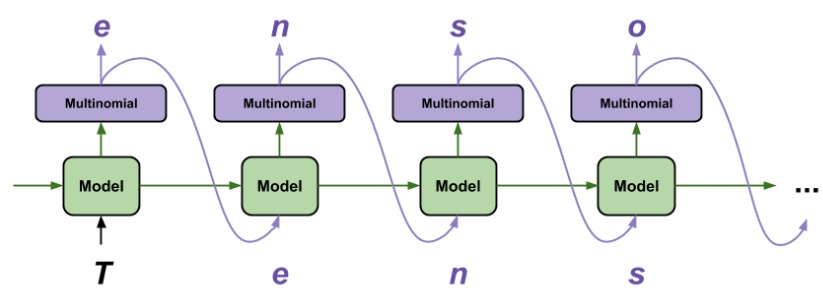 e n s o
Multinomial Multinomial Multinomial Multinomial
Model Model Model Model ...
T e n s